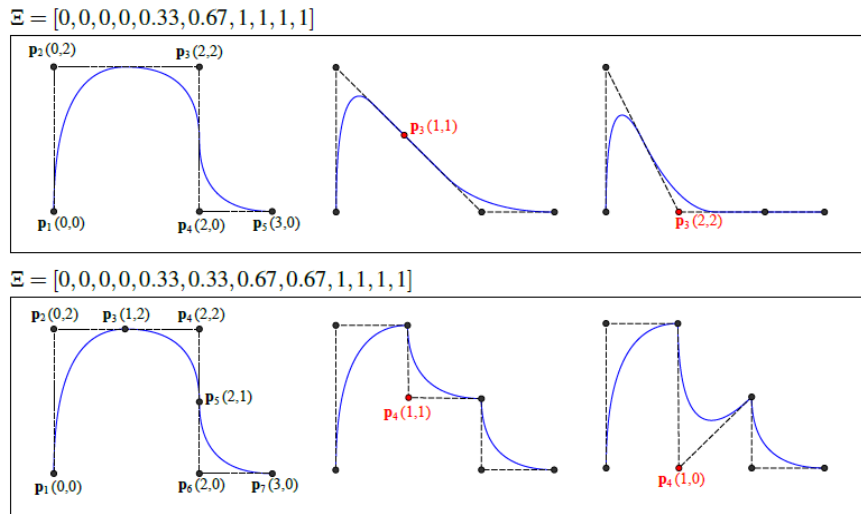 Ξ = [0, 0, 0, 0, 0.33, 0.67, 1, 1, 1, 1]
p₂(0,2) p₃(2,2)
p₃(1,1)
p₁(0,0) p₄(2,0) p₅(3,0) p₃(2,2)
Ξ = [0, 0, 0, 0, 0.33, 0.33, 0.67, 0.67, 1, 1, 1, 1]
p₂(0,2) p₃(1,2) p₄(2,2)
p₅(2,1) p₄(1,1)
p₁(0,0) p₆(2,0) p₇(3,0) p₄(1,0)